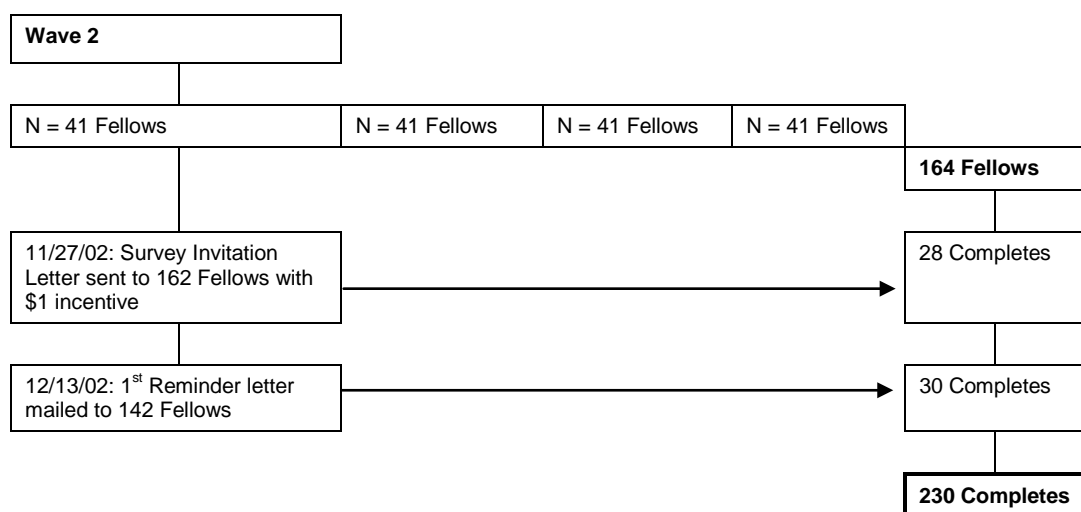 Wave 2
N = 41 Fellows
N = 41 Fellows
N = 41 Fellows
N = 41 Fellows
164 Fellows
11/27/02: Survey Invitation
Letter sent to 162 Fellows with
$1 incentive
28 Completes
12/13/02: 1st Reminder letter
mailed to 142 Fellows
30 Completes
230 Completes